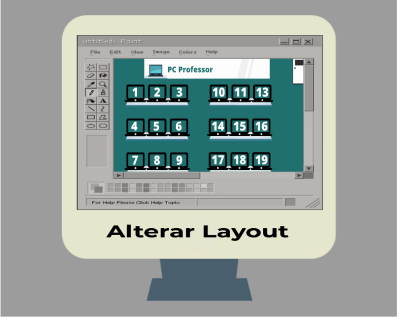 untitled. Paint
File Edit View Image Colors Help
PC Professor
1 2 3 10 11 13
4 5 6 14 15 16
7 8 9 17 18 19
For Help Please Click Help Topic
Alterar Layout